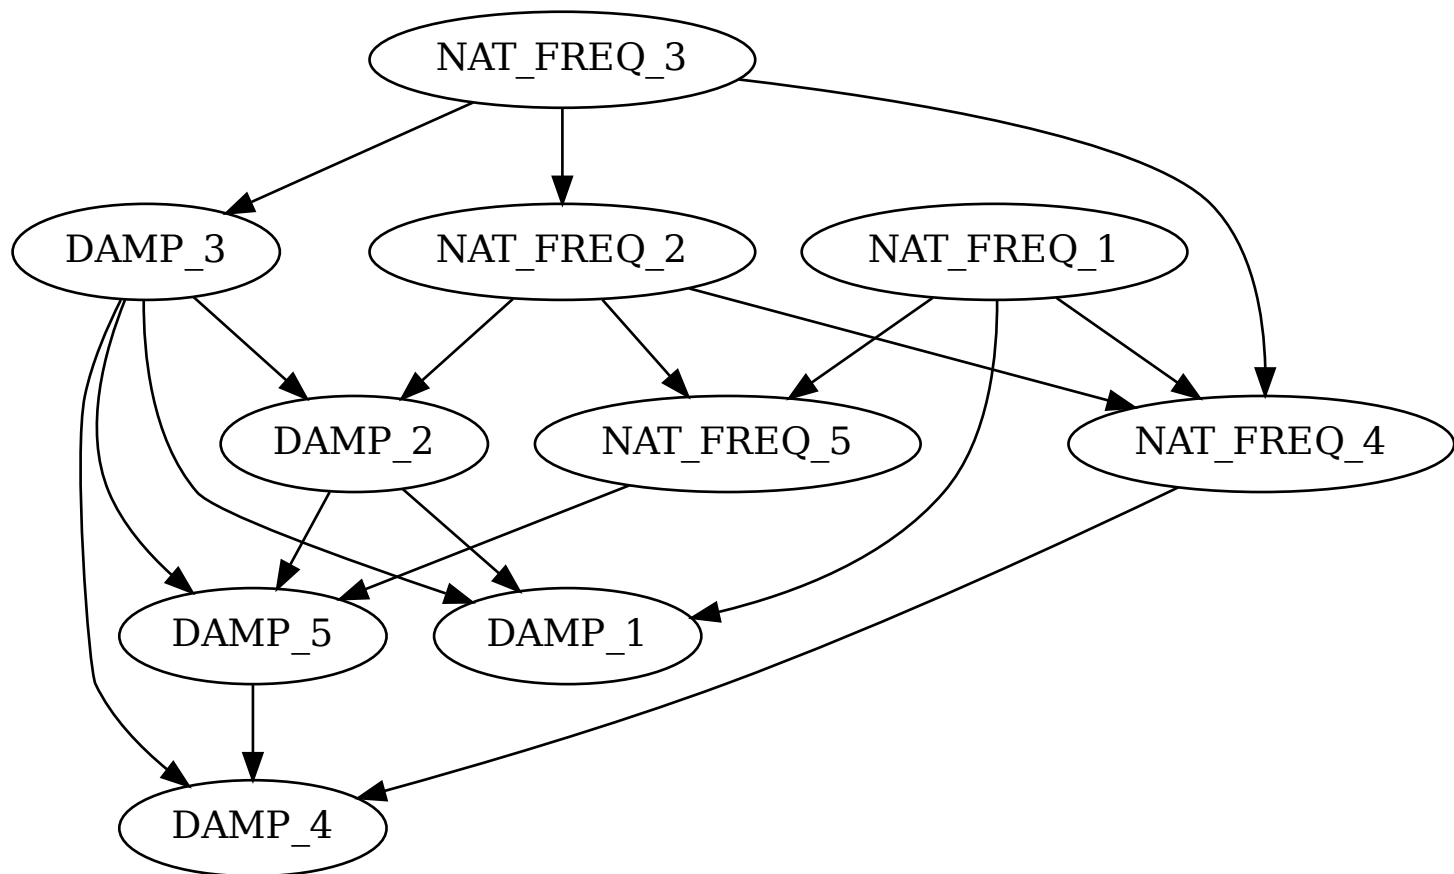 NAT_FREQ_3
DAMP_3
NAT_FREQ_2
NAT_FREQ_1
DAMP_2
NAT_FREQ_5
NAT_FREQ_4
DAMP_5
DAMP_1
DAMP_4